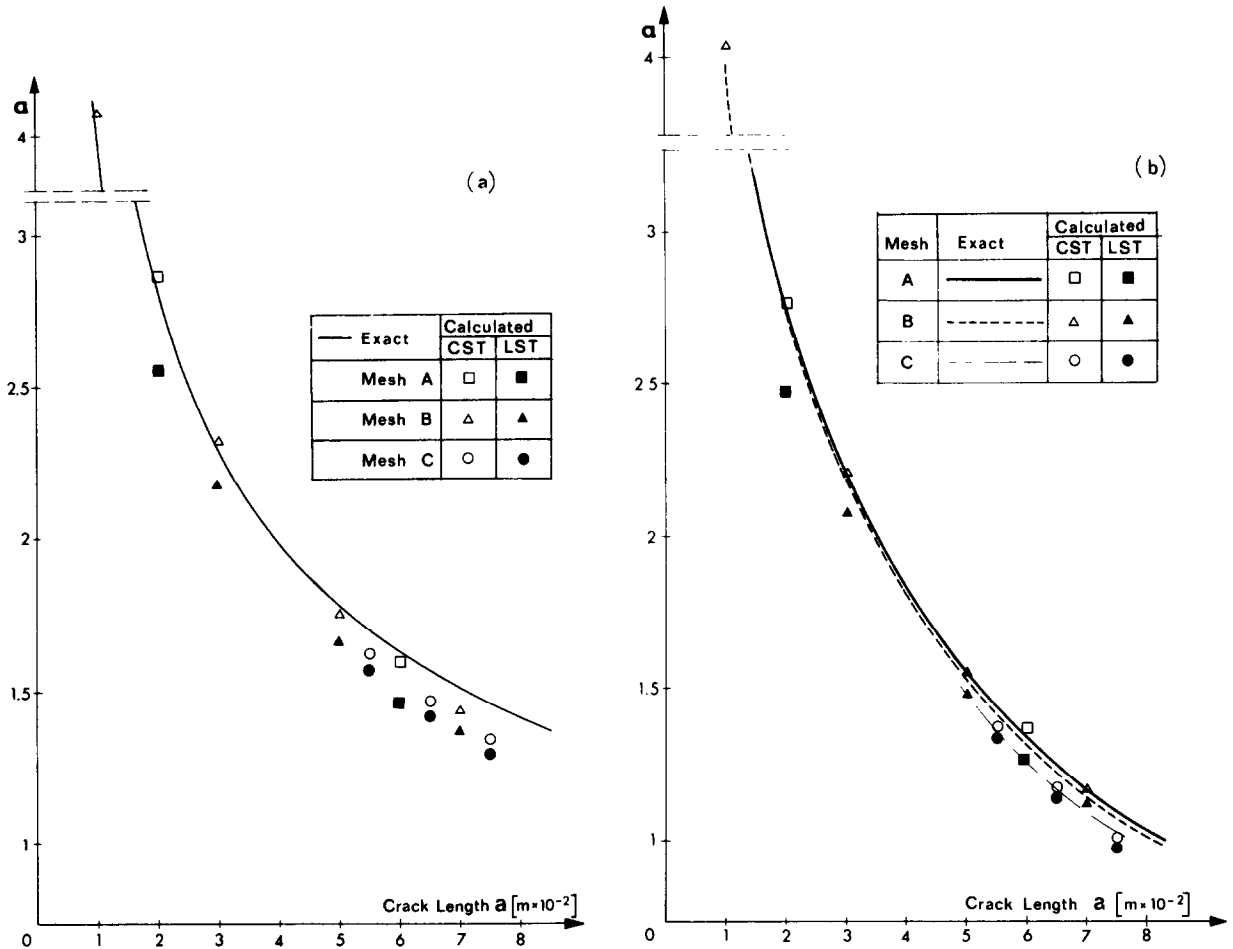 α
4
3
2.5
2
1.5
1
0
1
2
3
4
5
6
7
8
Crack Length a [m×10⁻²]
(a)
Exact
Calculated
CST LST
Mesh A
Mesh B
Mesh C
α
4
3
2 5
2
1.5
1
0
1
2
3
4
5
6
7
8
Crack Length a [m×10⁻²]
(b)
Mesh Exact Calculated
CST LST
A
B
C